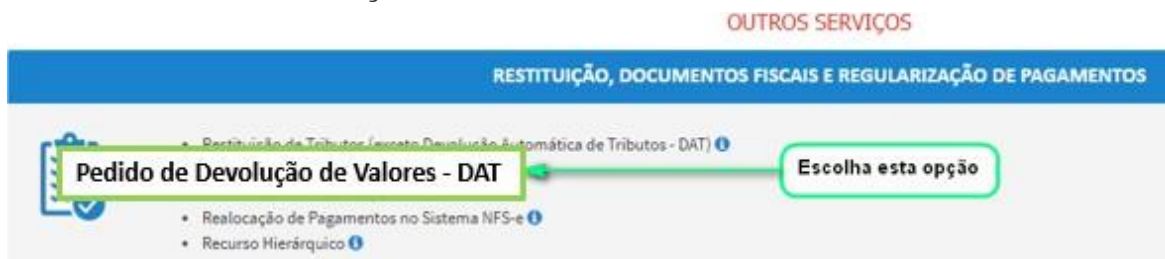 OUTROS SERVIÇOS
RESTITUIÇÃO, DOCUMENTOS FISCAIS E REGULARIZAÇÃO DE PAGAMENTOS
• Restituição de Tributos (exceto Devolução Automática de Tributos - DAT)
Pedido de Devolução de Valores - DAT
Escolha esta opção
• Realocação de Pagamentos no Sistema NFS-e
• Recurso Hierárquico